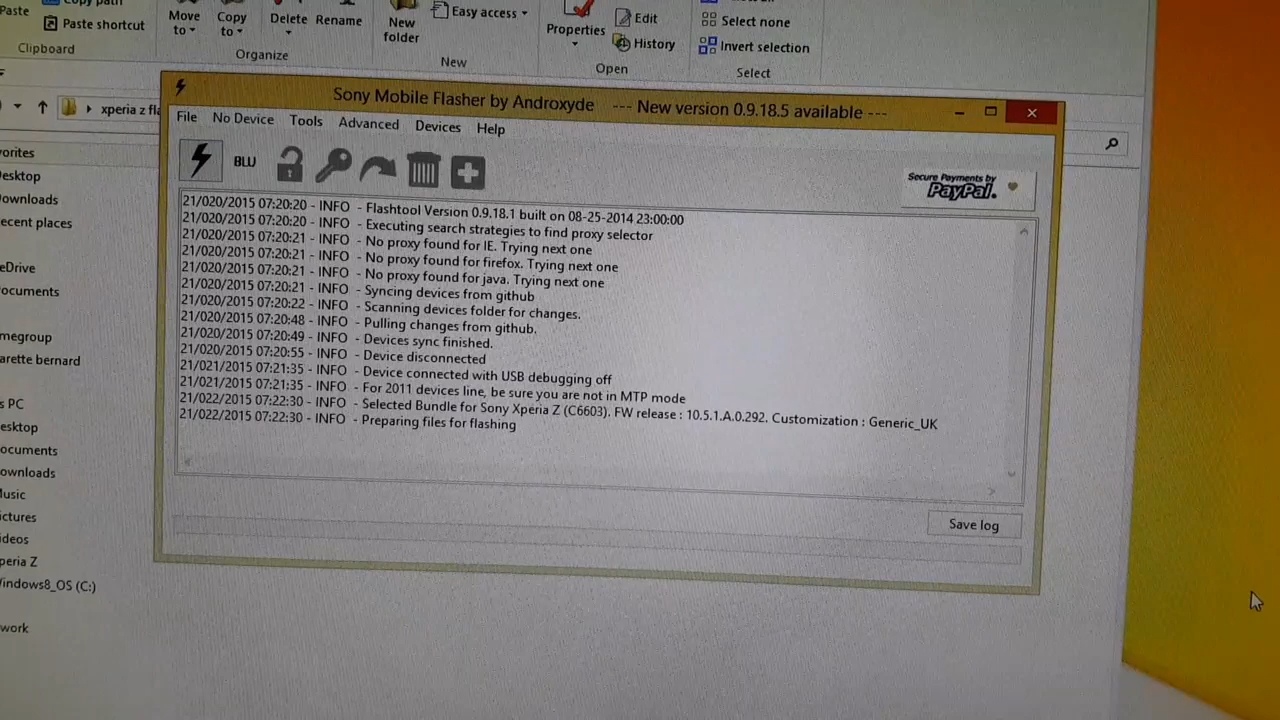 Paste
Copy path
Paste shortcut
Clipboard
Move to
Copy to
Delete
Rename
Organize
New folder
Easy access
New
Properties
Edit
History
Open
Select none
Invert selection
Select
xperia z fla
Sony Mobile Flasher by Androxyde --- New version 0.9.18.5 available ---
File No Device Tools Advanced Devices Help
BLU
Secure Payments by
PayPal.
21/020/2015 07:20:20 - INFO - Flashtool Version 0.9.18.1 built on 08-25-2014 23:00:00
21/020/2015 07:20:20 - INFO - Executing search strategies to find proxy selector
21/020/2015 07:20:21 - INFO - No proxy found for IE. Trying next one
21/020/2015 07:20:21 - INFO - No proxy found for firefox. Trying next one
21/020/2015 07:20:21 - INFO - No proxy found for java. Trying next one
21/020/2015 07:20:21 - INFO - Syncing devices from github
21/020/2015 07:20:22 - INFO - Scanning devices folder for changes.
21/020/2015 07:20:48 - INFO - Pulling changes from github.
21/020/2015 07:20:49 - INFO - Devices sync finished.
21/020/2015 07:20:55 - INFO - Device disconnected
21/021/2015 07:21:35 - INFO - Device connected with USB debugging off
21/021/2015 07:21:35 - INFO - For 2011 devices line, be sure you are not in MTP mode
21/022/2015 07:22:30 - INFO - Selected Bundle for Sony Xperia Z (C6603). FW release : 10.5.1.A.0.292. Customization : Generic_UK
21/022/2015 07:22:30 - INFO - Preparing files for flashing
Save log
vorites
esktop
ownloads
ecent places
eDrive
ocuments
megroup
arette bernard
s PC
esktop
ocuments
ownloads
usic
ictures
ideos
peria Z
indows8_OS (C:)
work